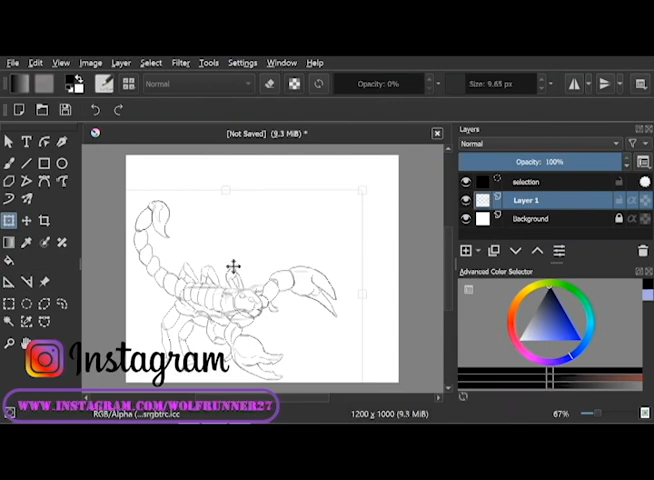 File Edit View Image Layer Select Filter Tools Settings Window Help
Normal Opacity: 0% Size: 9.65 px
[Not Saved] (9.3 MiB) *
Layers
Normal
Opacity: 100%
selection
Layer 1
Background
Advanced Color Selector
Instagram
WWW.INSTAGRAM.COM/WOLFRUNNER27
RGB/Alpha (...srgbtrc.icc 1200 x 1000 (9.3 MiB) 67%